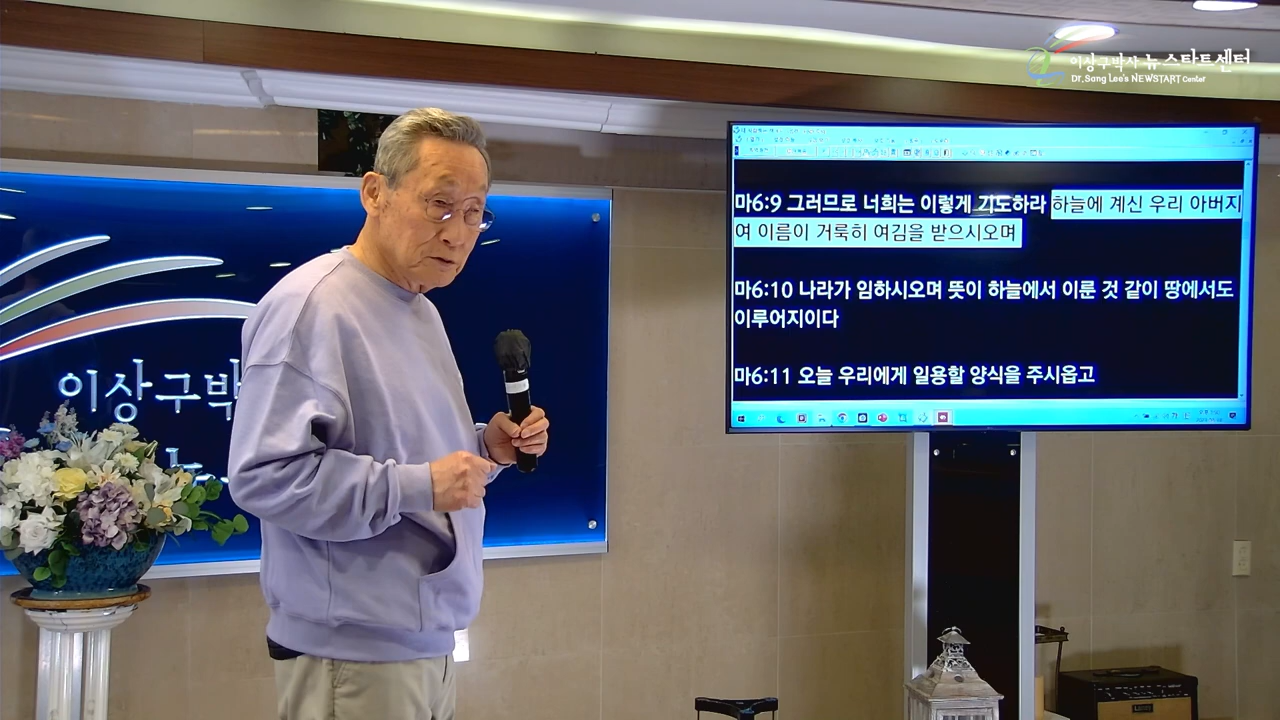 이상구박사 뉴스타트센터
Dr. Sang Lee's NEWSTART Center
마6:9 그러므로 너희는 이렇게 기도하라 하늘에 계신 우리 아버지
여 이름이 거룩히 여김을 받으시오며
마6:10 나라가 임하시오며 뜻이 하늘에서 이룬 것 같이 땅에서도
이루어지이다
마6:11 오늘 우리에게 일용할 양식을 주시옵고
이상구박